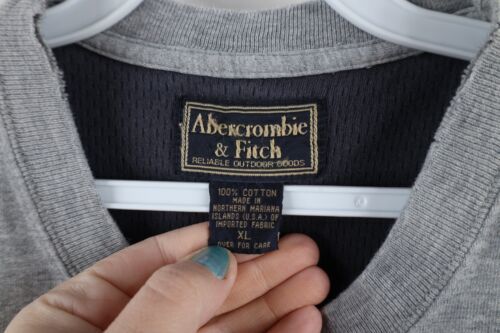 Abercrombie
& Fitch
RELIABLE OUTDOOR GOODS
100% COTTON
MADE IN
NORTHERN MARIANA
ISLANDS (U.S.A.) OF
IMPORTED FABRIC
XL
OVER FOR CARE